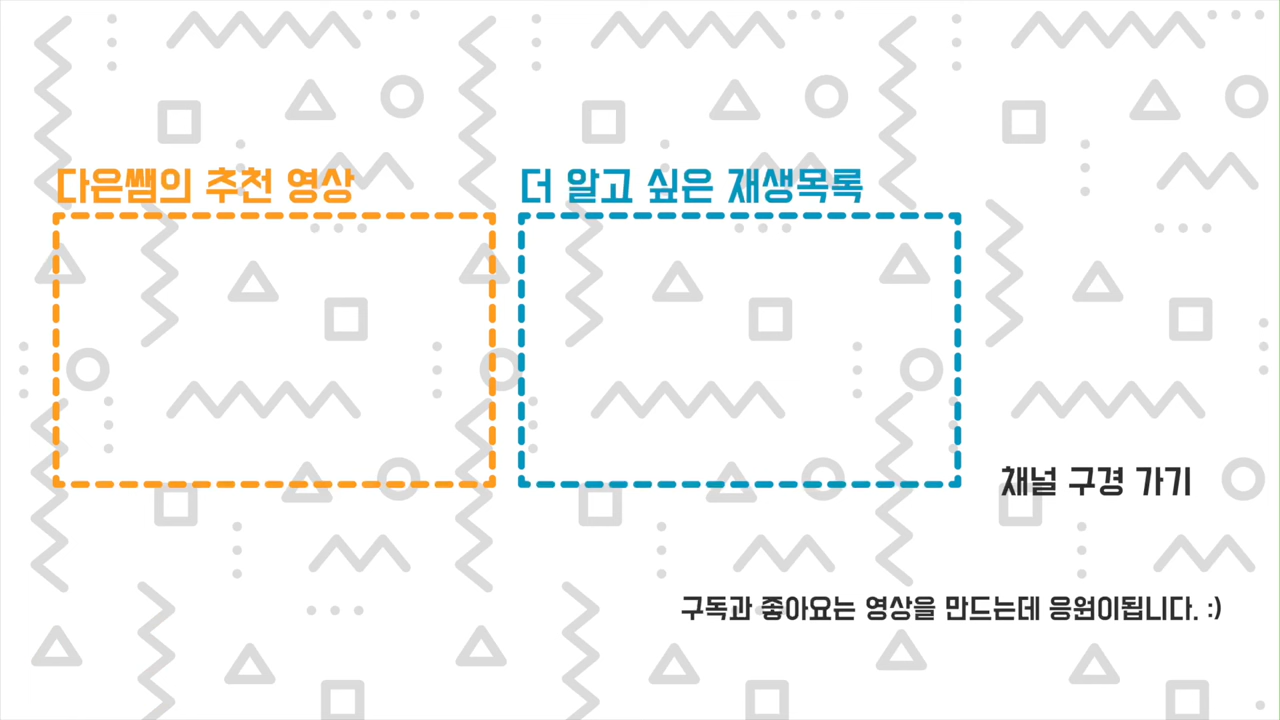 다은쌤의 추천 영상
더 알고 싶은 재생목록
채널 구경 가기
구독과 좋아요는 영상을 만드는데 응원이됩니다. :)